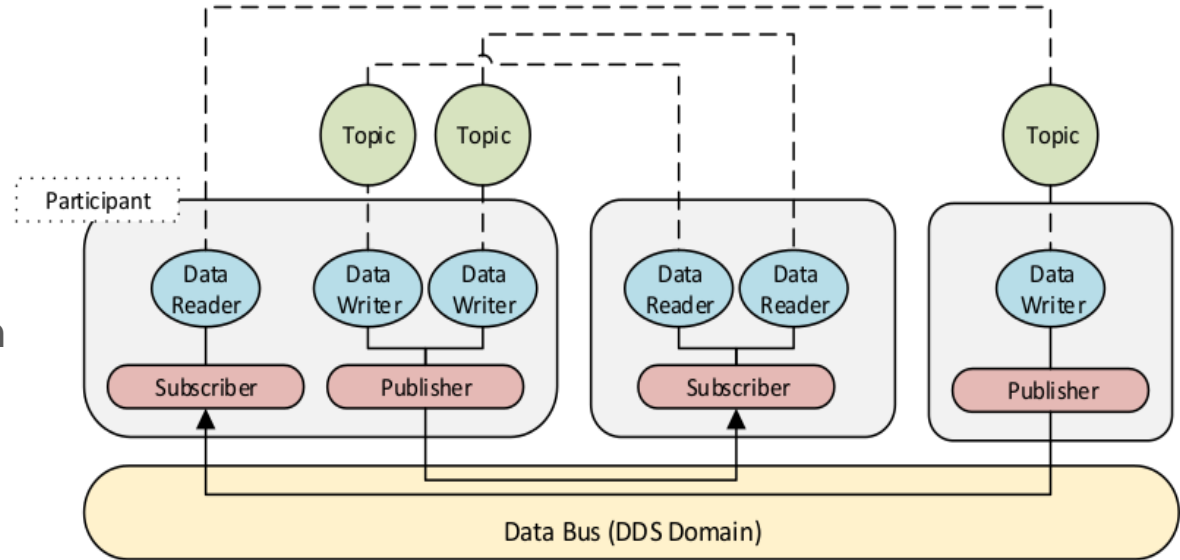 Topic
Topic
Topic
Participant
Data
Reader
Data
Writer
Data
Writer
Data
Reader
Data
Reader
Data
Writer
n
Subscriber
Publisher
Subscriber
Publisher
Data Bus (DDS Domain)